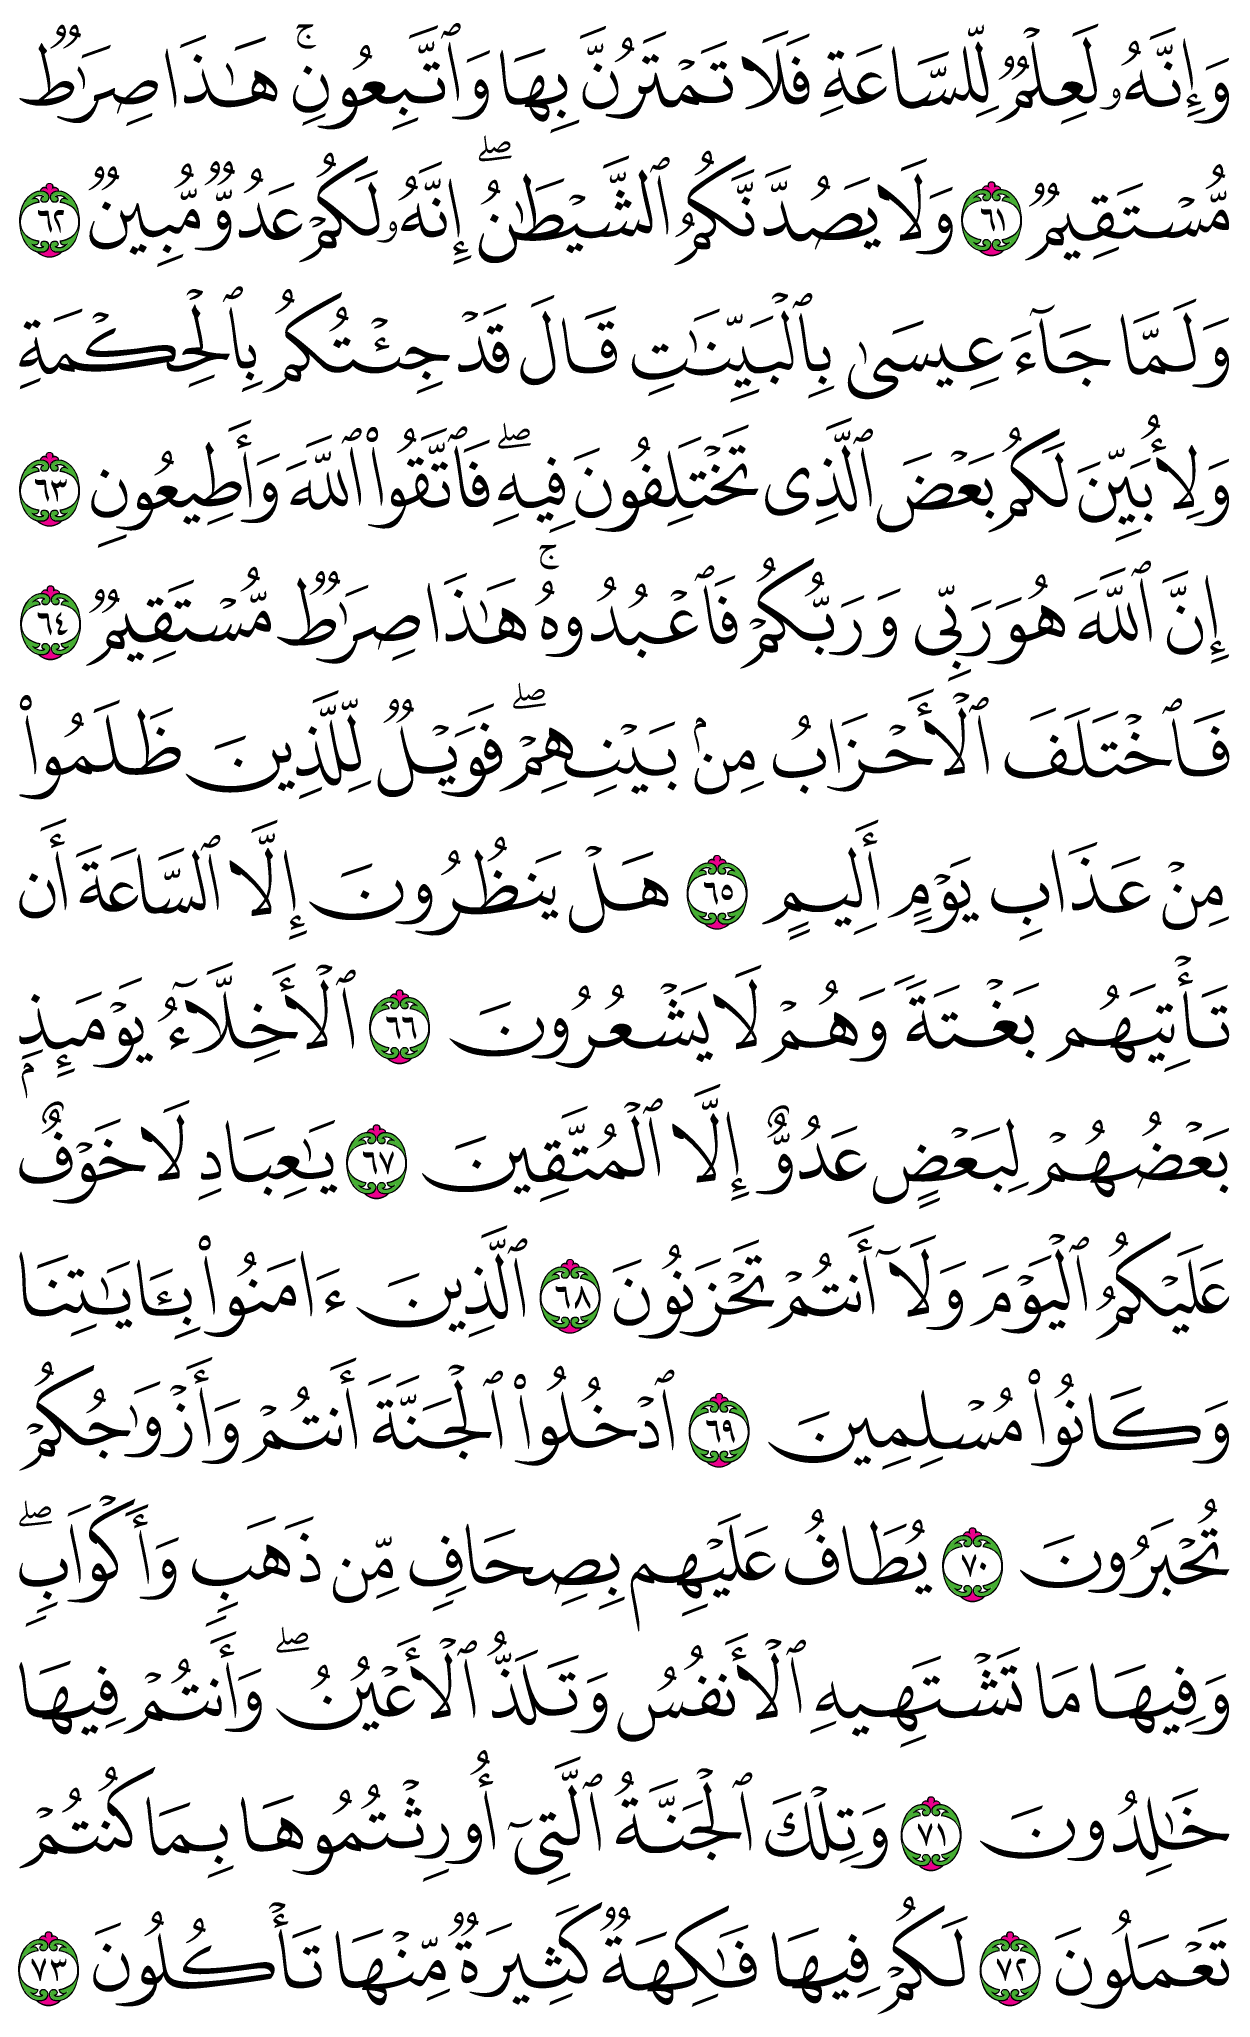 وَإِنَّهُۥ لَعِلۡمٞ لِّلسَّاعَةِ فَلَا تَمۡتَرُنَّ بِهَا وَٱتَّبِعُونِۚ هَٰذَا صِرَٰطٞ
مُّسۡتَقِيمٞ ٦١ وَلَا يَصُدَّنَّكُمُ ٱلشَّيۡطَٰنُۖ إِنَّهُۥ لَكُمۡ عَدُوّٞ مُّبِينٞ ٦٢
وَلَمَّا جَآءَ عِيسَىٰ بِٱلۡبَيِّنَٰتِ قَالَ قَدۡ جِئۡتُكُم بِٱلۡحِكۡمَةِ
وَلِأُبَيِّنَ لَكُم بَعۡضَ ٱلَّذِي تَخۡتَلِفُونَ فِيهِۖ فَٱتَّقُواْ ٱللَّهَ وَأَطِيعُونِ ٦٣
إِنَّ ٱللَّهَ هُوَ رَبِّي وَرَبُّكُمۡ فَٱعۡبُدُوهُۚ هَٰذَا صِرَٰطٞ مُّسۡتَقِيمٞ ٦٤
فَٱخۡتَلَفَ ٱلۡأَحۡزَابُ مِنۢ بَيۡنِهِمۡۖ فَوَيۡلٞ لِّلَّذِينَ ظَلَمُواْ
مِنۡ عَذَابِ يَوۡمٍ أَلِيمٍ ٦٥ هَلۡ يَنظُرُونَ إِلَّا ٱلسَّاعَةَ أَن
تَأۡتِيَهُم بَغۡتَةٗ وَهُمۡ لَا يَشۡعُرُونَ ٦٦ ٱلۡأَخِلَّآءُ يَوۡمَئِذِۭ
بَعۡضُهُمۡ لِبَعۡضٍ عَدُوٌّ إِلَّا ٱلۡمُتَّقِينَ ٦٧ يَٰعِبَادِ لَا خَوۡفٌ
عَلَيۡكُمُ ٱلۡيَوۡمَ وَلَآ أَنتُمۡ تَحۡزَنُونَ ٦٨ ٱلَّذِينَ ءَامَنُواْ بِـَٔايَٰتِنَا
وَكَانُواْ مُسۡلِمِينَ ٦٩ ٱدۡخُلُواْ ٱلۡجَنَّةَ أَنتُمۡ وَأَزۡوَٰجُكُمۡ
تُحۡبَرُونَ ٧٠ يُطَافُ عَلَيۡهِم بِصِحَافٖ مِّن ذَهَبٖ وَأَكۡوَابٖۖ
وَفِيهَا مَا تَشۡتَهِيهِ ٱلۡأَنفُسُ وَتَلَذُّ ٱلۡأَعۡيُنُۖ وَأَنتُمۡ فِيهَا
خَٰلِدُونَ ٧١ وَتِلۡكَ ٱلۡجَنَّةُ ٱلَّتِيٓ أُورِثۡتُمُوهَا بِمَا كُنتُمۡ
تَعۡمَلُونَ ٧٢ لَكُمۡ فِيهَا فَٰكِهَةٞ كَثِيرَةٞ مِّنۡهَا تَأۡكُلُونَ ٧٣